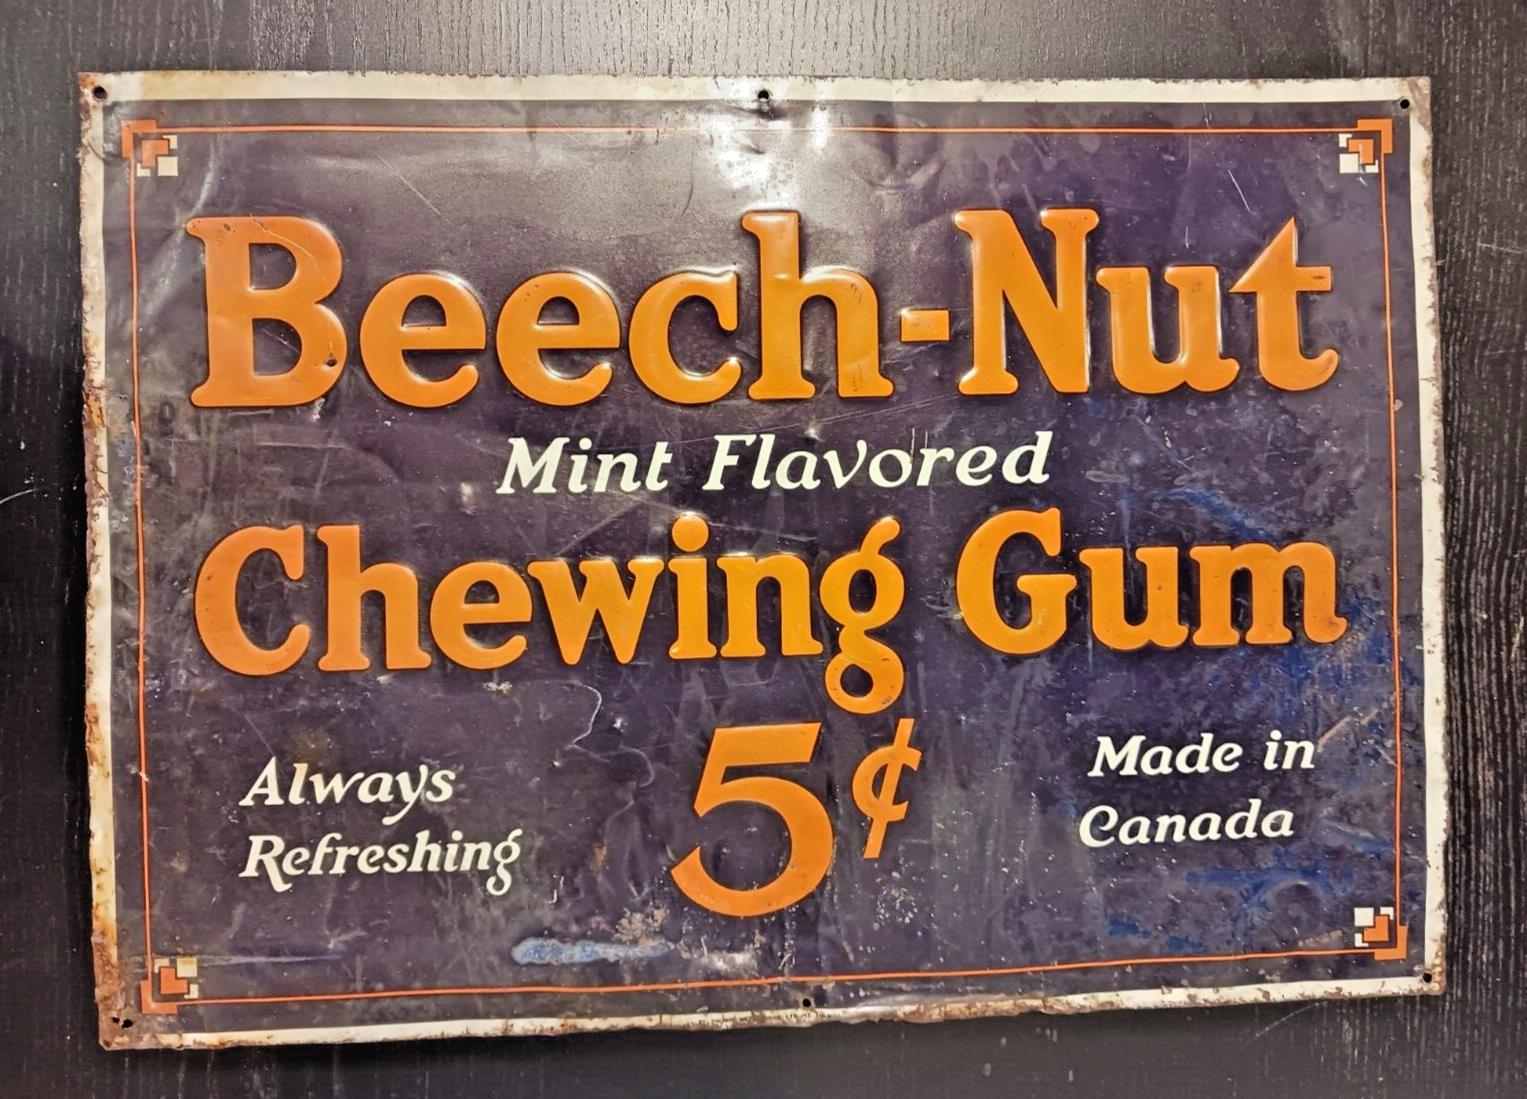 Beech-Nut
Mint Flavored
Chewing Gum
5¢
Always
Refreshing
Made in
Canada